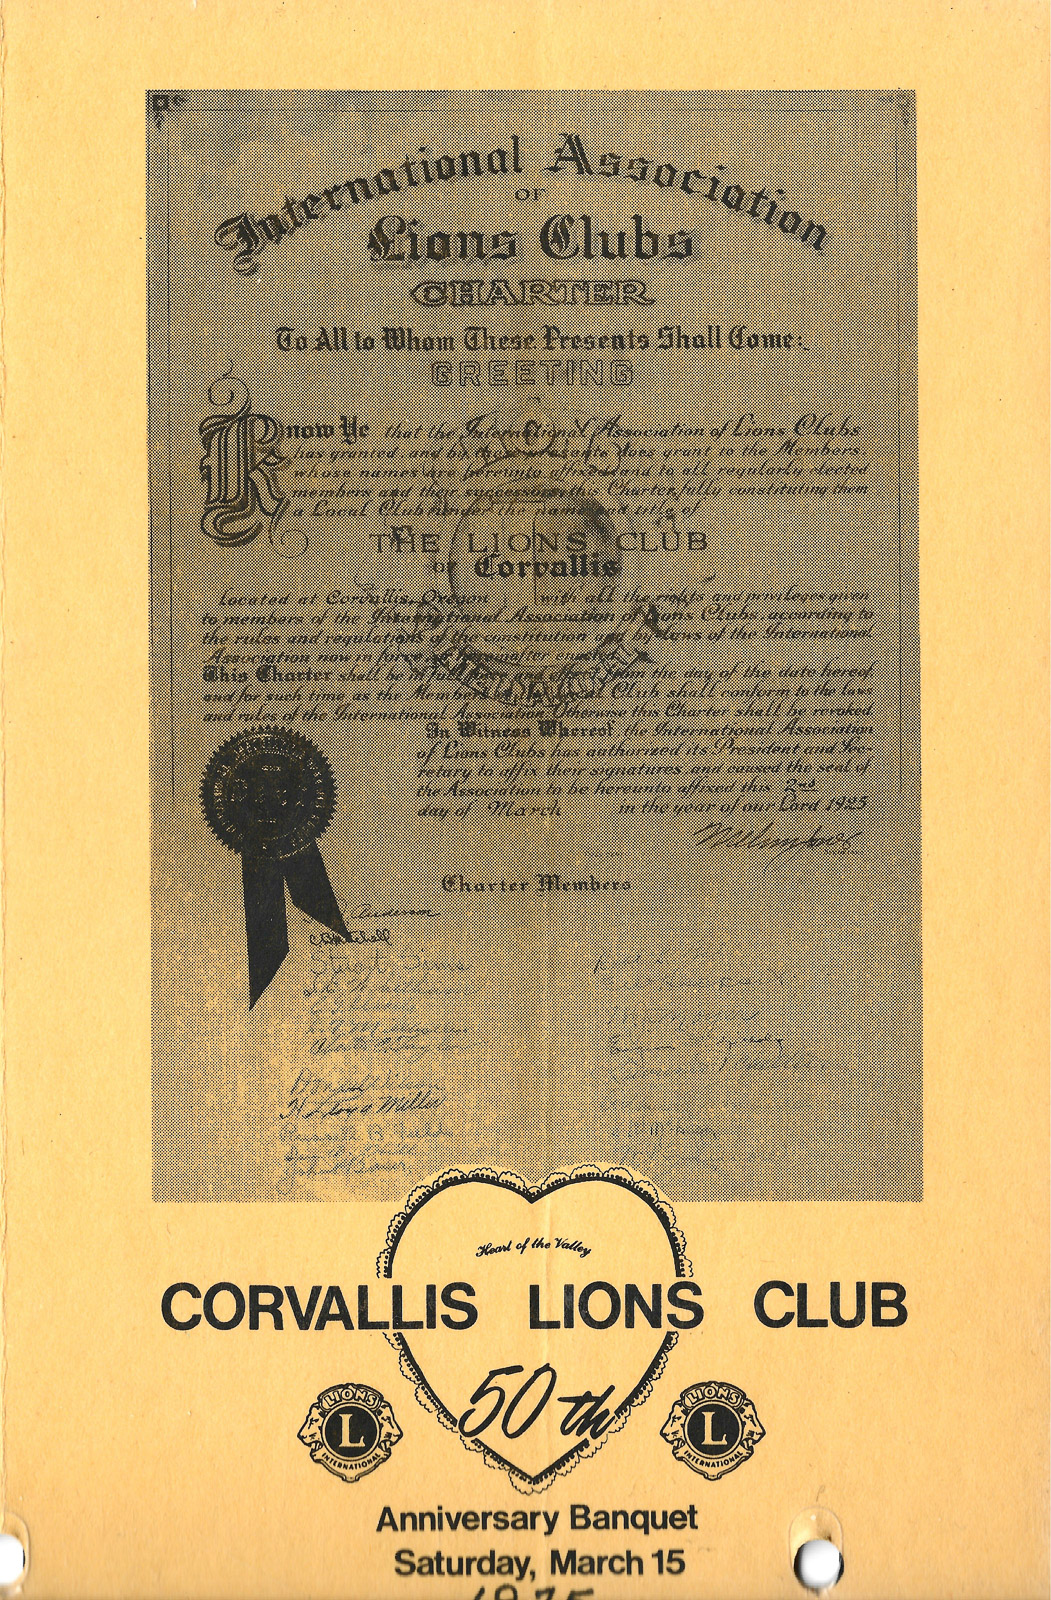 International Association
OF
Lions Clubs
CHARTER
To All to Whom These Presents Shall Come:
GREETING
Know Ye that the International Association of Lions Clubs
has granted, and by these presents does grant to the Members,
whose names are hereunto affixed, and to all regularly elected
members and their successors, this Charter, fully constituting them
a Local Club under the name and title of
THE LIONS CLUB
OF Corvallis
Located at Corvallis, Oregon with all the rights and privileges given
to members of the International Association of Lions Clubs, according to
the rules and regulations of the constitution and by-laws of the International
Association now in force or hereinafter enacted.
This Charter shall be in full force and effect from the day of the date hereof,
and for such time as the Members of the Local Club shall conform to the laws
and rules of the International Association. Otherwise this Charter shall be revoked.
In Witness Whereof, the International Association
of Lions Clubs has authorized its President and Sec-
retary to affix their signatures, and caused the seal of
the Association to be hereunto affixed this 2nd
day of March in the year of our Lord 1925
Charter Members
Anderson
Stuart Sims
H Lloyd Miller
Heart of the Valley
CORVALLIS LIONS CLUB
50th
LIONS
L
INTERNATIONAL
LIONS
L
INTERNATIONAL
Anniversary Banquet
Saturday, March 15
1975